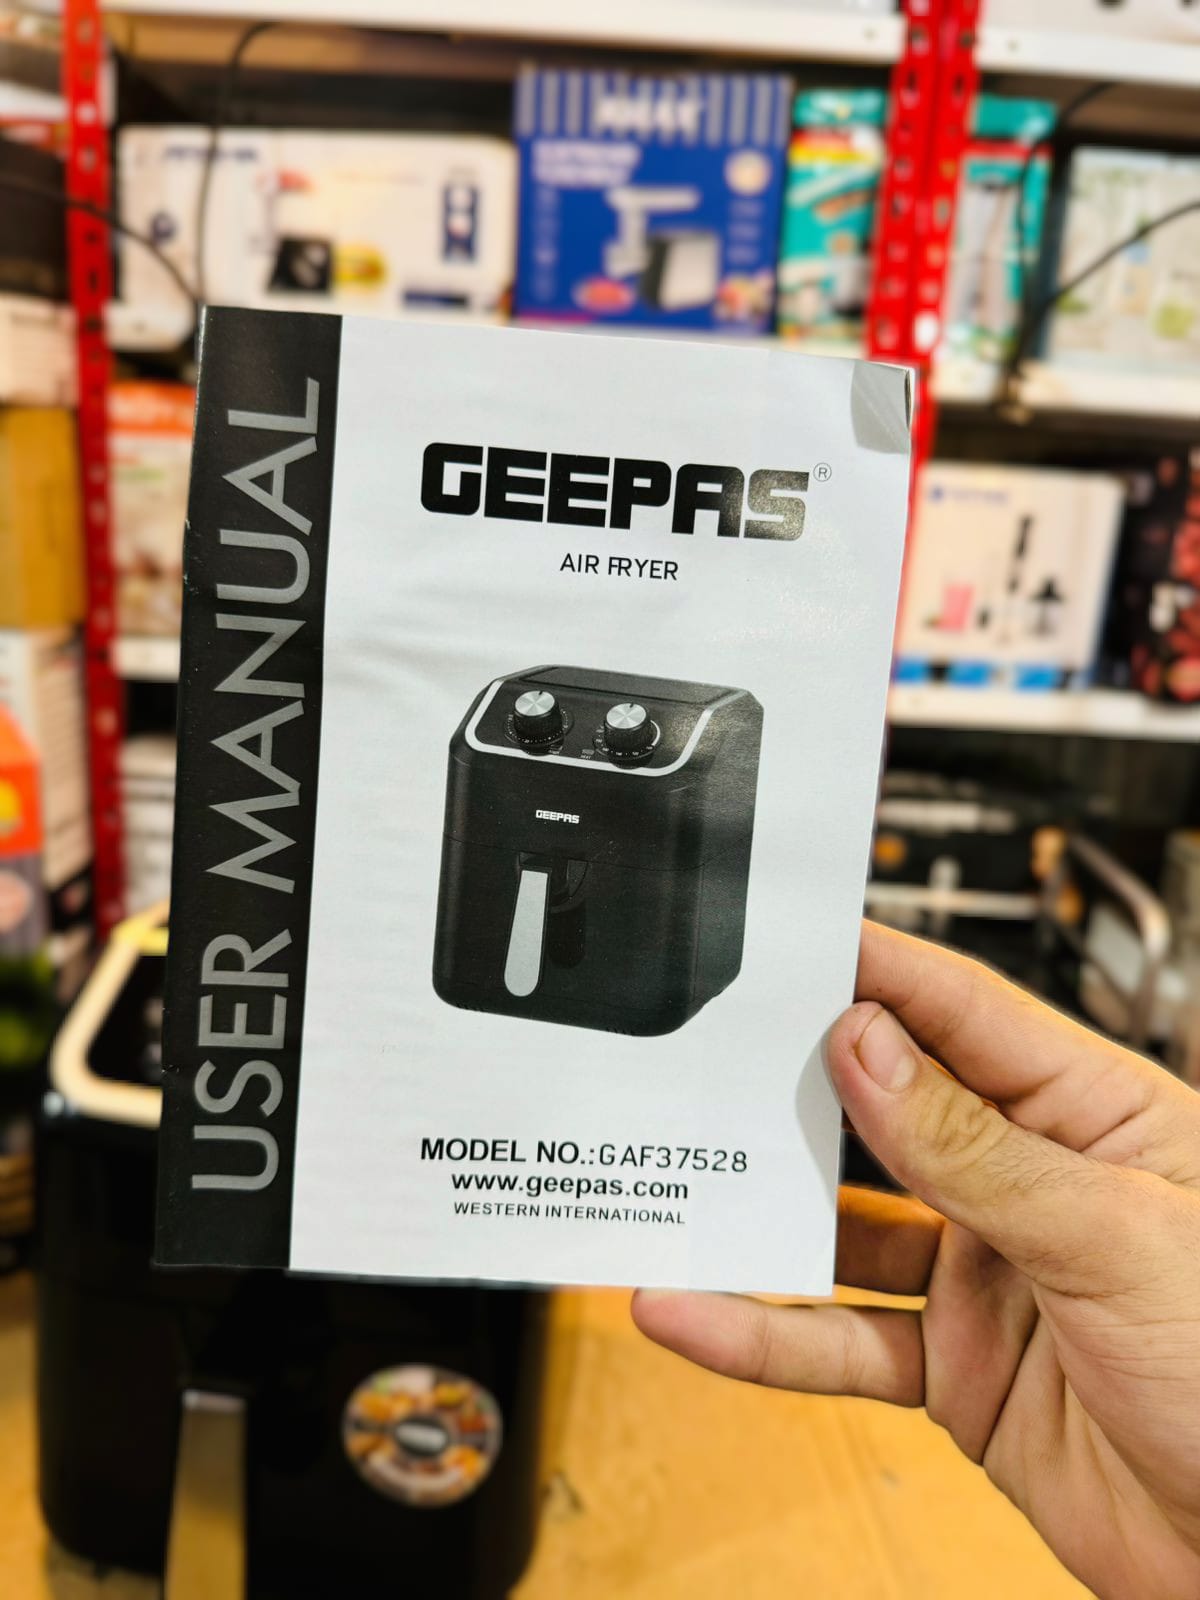 USER MANUAL
GEEPAS®
AIR FRYER
GEEPAS
MODEL NO.:GAF37528
www.geepas.com
WESTERN INTERNATIONAL